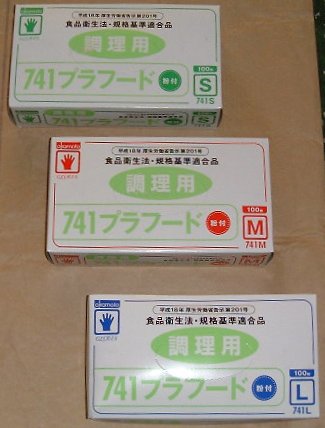 平成18年 厚生労働省告示第201号
食品衛生法・規格基準適合品
調理用
741プラフード
粉付
100枚
S
741S
okamoto
平成18年 厚生労働省告示第201号
食品衛生法・規格基準適合品
調理用
741プラフード
粉付
100枚
M
741M
okamoto
平成18年 厚生労働省告示第201号
食品衛生法・規格基準適合品
調理用
741プラフード
粉付
100枚
L
741L